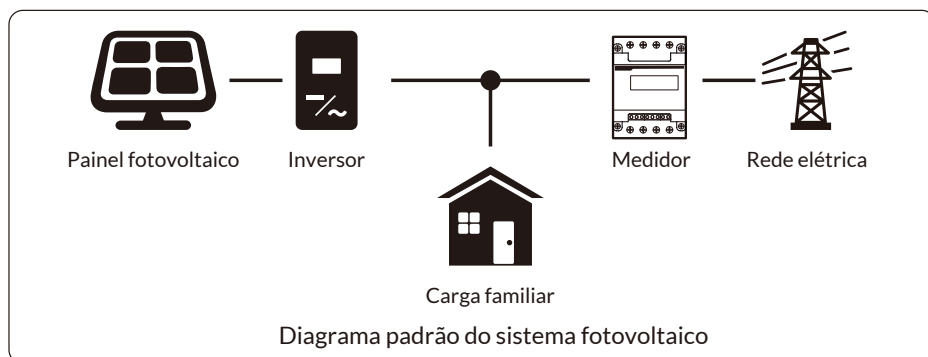 Painel fotovoltaico
Inversor
Medidor
Rede elétrica
Carga familiar
Diagrama padrão do sistema fotovoltaico